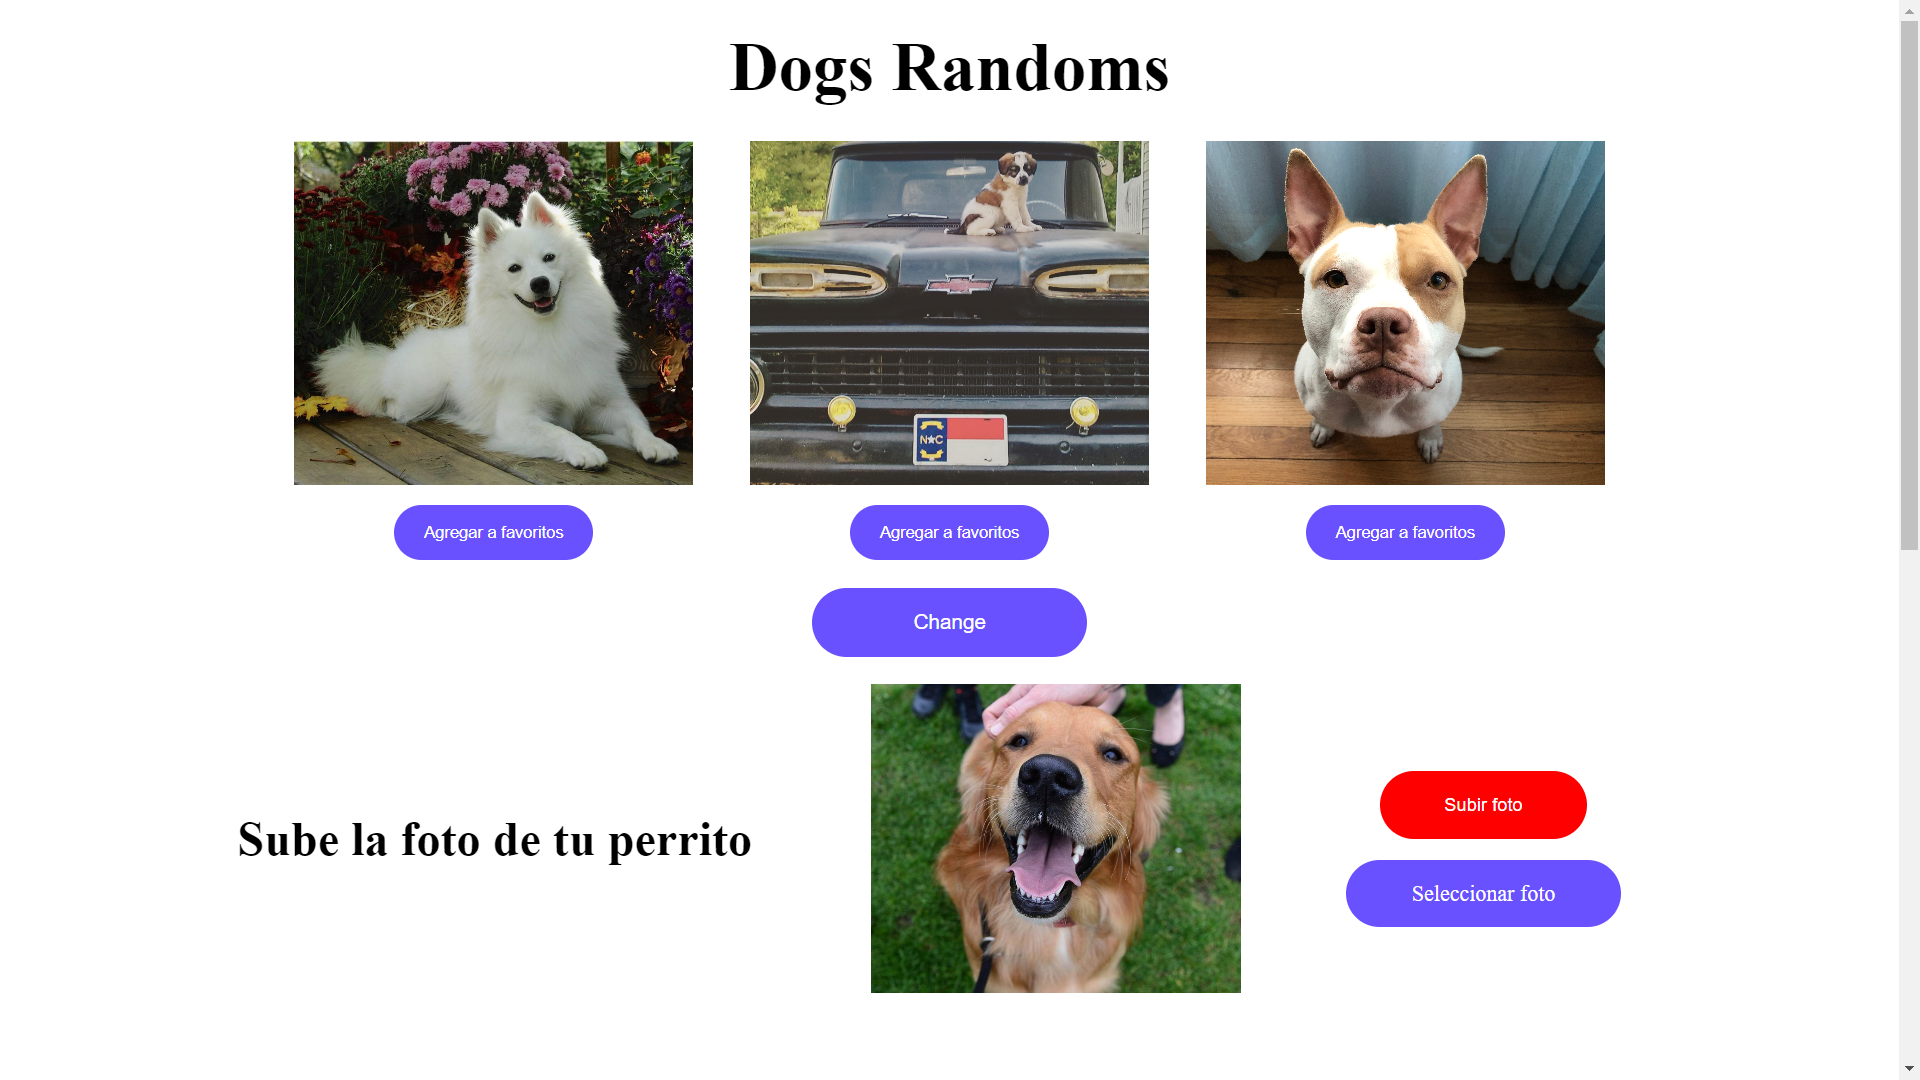 Dogs Randoms
N★C
Agregar a favoritos
Agregar a favoritos
Agregar a favoritos
Change
Sube la foto de tu perrito
Subir foto
Seleccionar foto